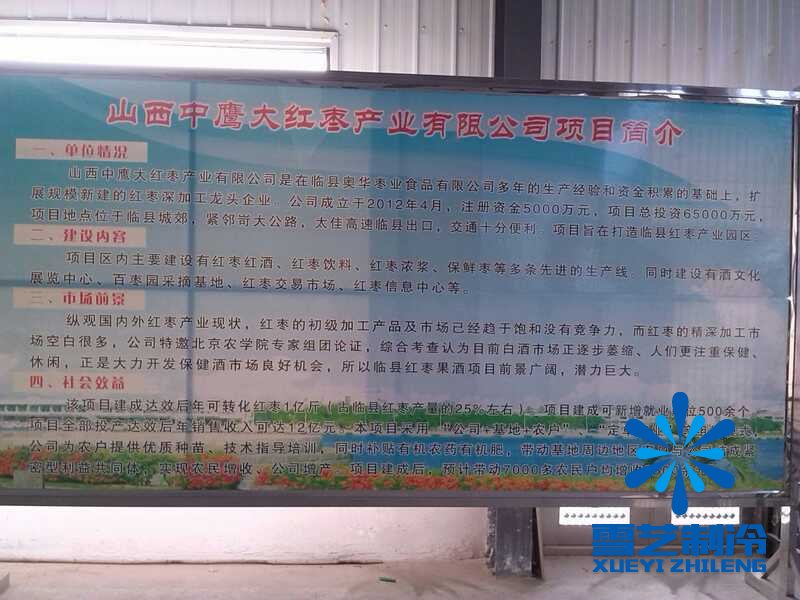 山西中鹰大红枣产业有限公司项目简介
一、单位情况
山西中鹰大红枣产业有限公司是在临县奥华枣业食品有限公司多年的生产经验和资金积累的基础上，扩
展规模新建的红枣深加工龙头企业。公司成立于2012年4月，注册资金5000万元，项目总投资65000万元，
项目地点位于临县城郊，紧邻岢大公路，太佳高速临县出口，交通十分便利。项目旨在打造临县红枣产业园区。
二、建设内容
项目区内主要建设有红枣红酒、红枣饮料、红枣浓浆、保鲜枣等多条先进的生产线。同时建设有酒文化
展览中心、百枣园采摘基地、红枣交易市场、红枣信息中心等。
三、市场前景
纵观国内外红枣产业现状，红枣的初级加工产品及市场已经趋于饱和没有竞争力，而红枣的精深加工市
场空白很多，公司特邀北京农学院专家组团论证，综合考查认为目前白酒市场正逐步萎缩、人们更注重保健、
休闲，正是大力开发保健酒市场良好机会，所以临县红枣果酒项目前景广阔，潜力巨大。
四、社会效益
该项目建成达效后年可转化红枣1亿斤（占临县红枣产量的25%左右）。项目建成可新增就业 位500余个，
项目全部投产达效后年销售收入可达12亿元。本项目采用“公司+基地+农户”、“定单
公司为农户提供优质种苗、技术指导培训，同时补贴有机农药有机肥，带动基地周边地区 与 成紧
密型利益共同体，实现农民增收、公司增产。项目建成后，预计带动7000多农民户均增收
雪艺制冷
XUEYI ZHILENG